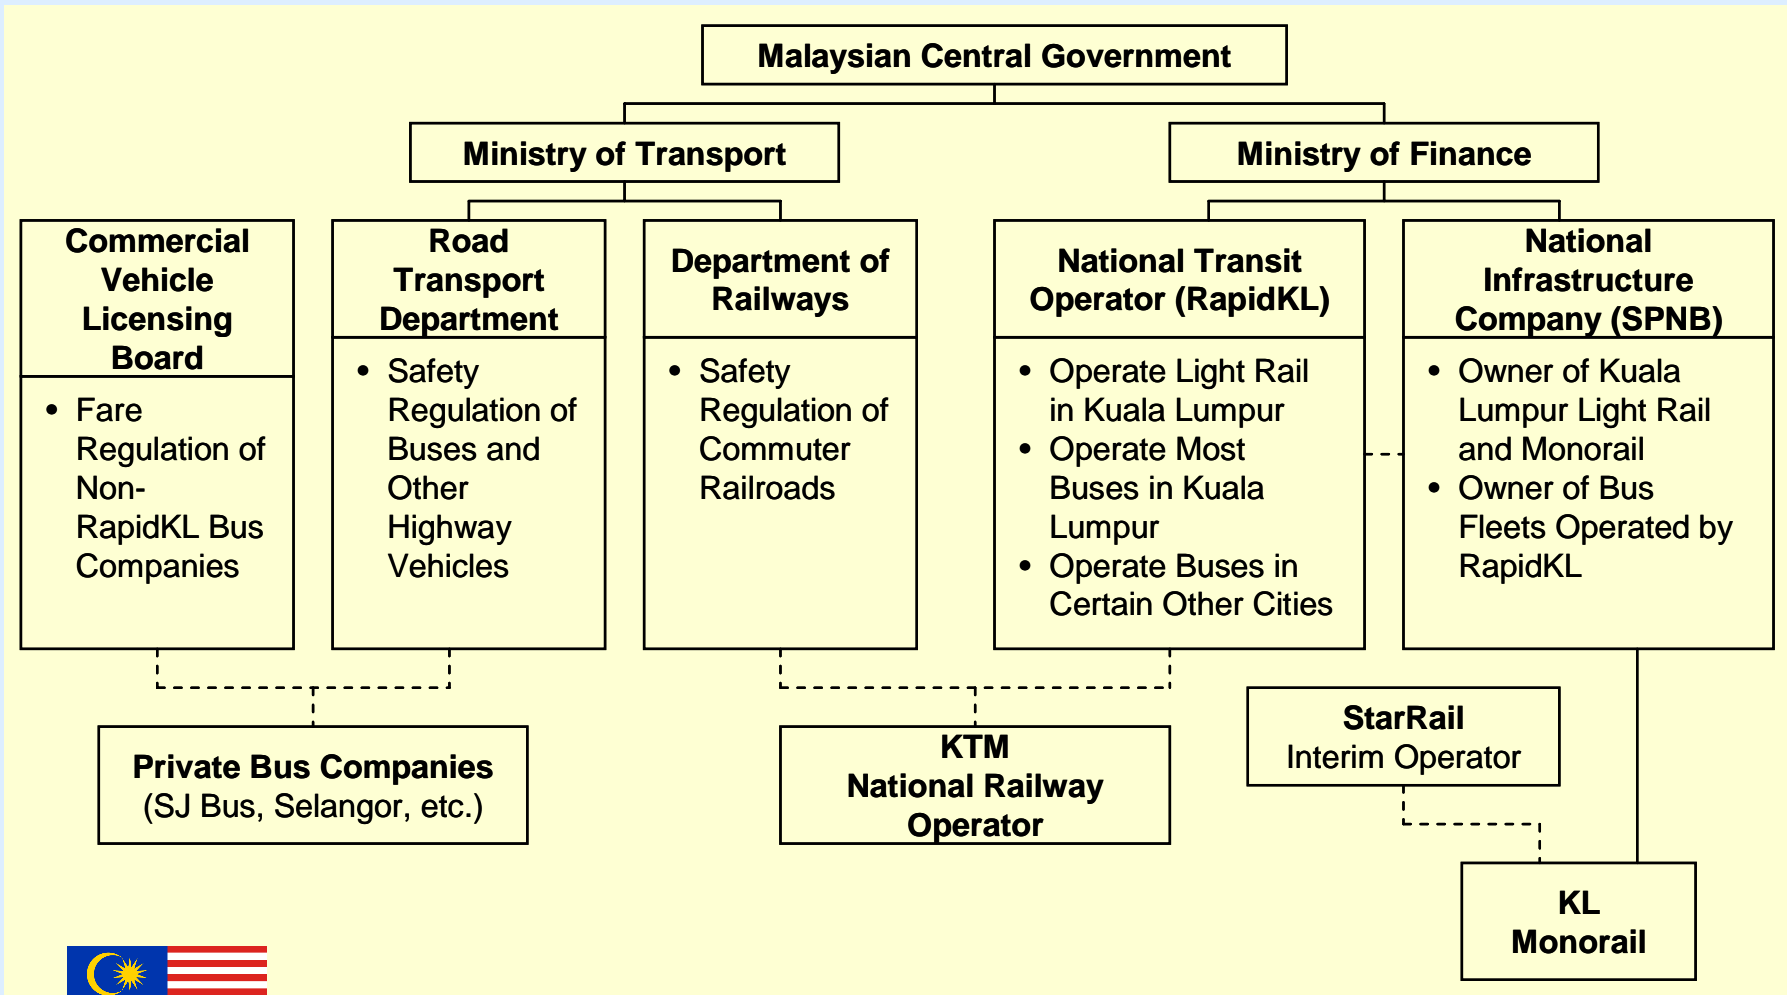 Malaysian Central Government
Ministry of Transport
Ministry of Finance
Commercial
Vehicle
Licensing
Board
• Fare
Regulation of
Non-
RapidKL Bus
Companies
Road
Transport
Department
• Safety
Regulation of
Buses and
Other
Highway
Vehicles
Department of
Railways
• Safety
Regulation of
Commuter
Railroads
National Transit
Operator (RapidKL)
• Operate Light Rail
in Kuala Lumpur
• Operate Most
Buses in Kuala
Lumpur
• Operate Buses in
Certain Other Cities
National
Infrastructure
Company (SPNB)
• Owner of Kuala
Lumpur Light Rail
and Monorail
• Owner of Bus
Fleets Operated by
RapidKL
Private Bus Companies
(SJ Bus, Selangor, etc.)
KTM
National Railway
Operator
StarRail
Interim Operator
KL
Monorail